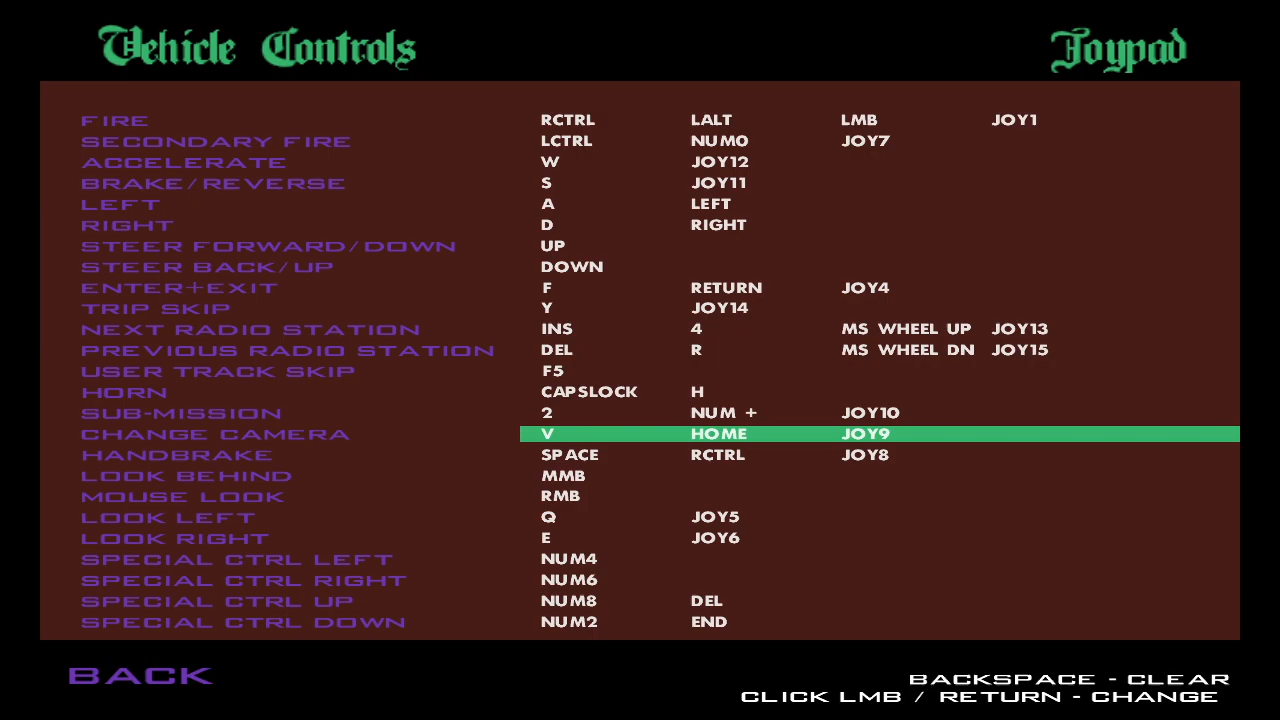 Vehicle Controls Joypad
FIRE RCTRL LALT LMB JOY1
SECONDARY FIRE LCTRL NUM0 JOY7
ACCELERATE W JOY12
BRAKE/REVERSE S JOY11
LEFT A LEFT
RIGHT D RIGHT
STEER FORWARD/DOWN UP
STEER BACK/UP DOWN
ENTER+EXIT F RETURN JOY4
TRIP SKIP Y JOY14
NEXT RADIO STATION INS 4 MS WHEEL UP JOY13
PREVIOUS RADIO STATION DEL R MS WHEEL DN JOY15
USER TRACK SKIP F5
HORN CAPSLOCK H
SUB-MISSION 2 NUM + JOY10
CHANGE CAMERA V HOME JOY9
HANDBRAKE SPACE RCTRL JOY8
LOOK BEHIND MMB
MOUSE LOOK RMB
LOOK LEFT Q JOY5
LOOK RIGHT E JOY6
SPECIAL CTRL LEFT NUM4
SPECIAL CTRL RIGHT NUM6
SPECIAL CTRL UP NUM8 DEL
SPECIAL CTRL DOWN NUM2 END
BACK
BACKSPACE - CLEAR
CLICK LMB / RETURN - CHANGE